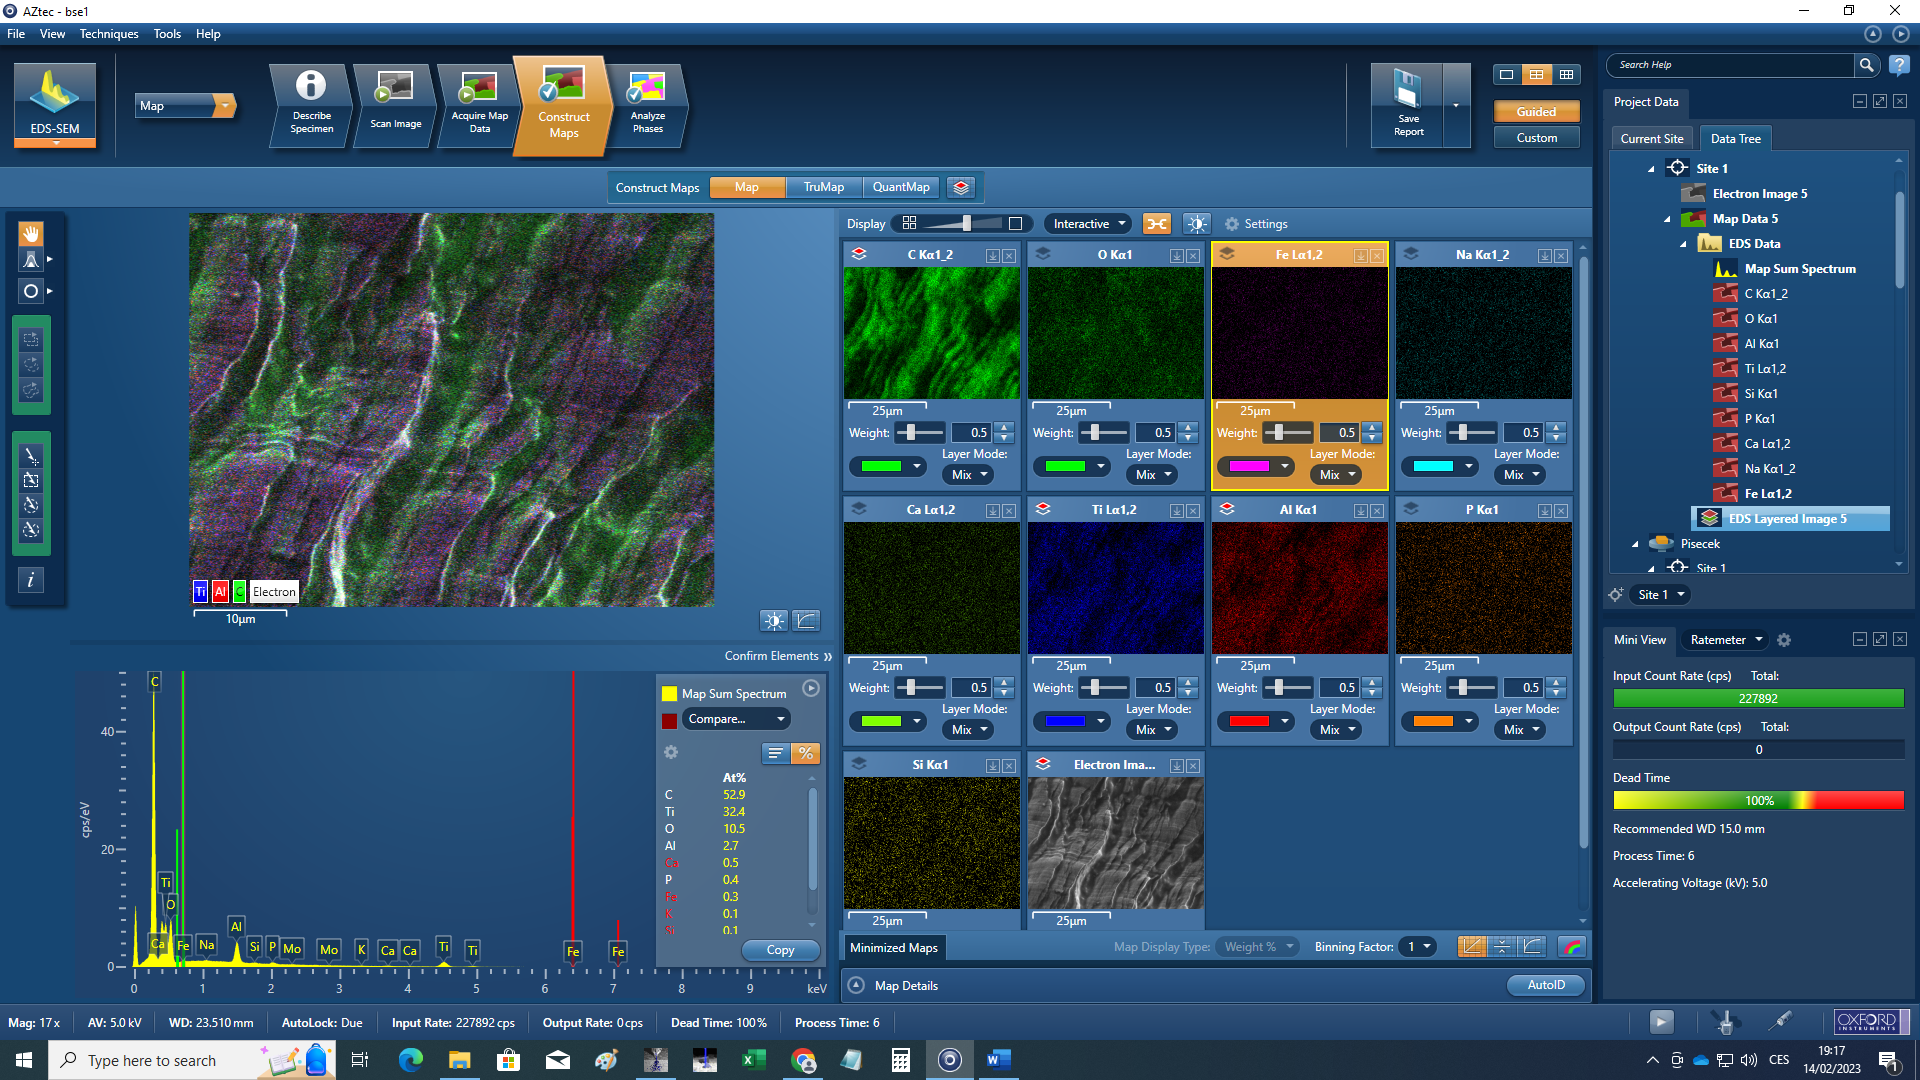 AZtec - bse1
File View Techniques Tools Help
EDS-SEM
Map
Describe
Specimen
Scan Image
Acquire Map
Data
Construct
Maps
Analyze
Phases
Save
Report
Guided
Custom
Search Help
?
Construct Maps Map TruMap QuantMap
Display Interactive Settings
Ti Al C Electron
10µm
C Kα1_2 O Kα1 Fe Lα1,2 Na Kα1_2
25µm 25µm 25µm 25µm
Weight: 0.5 Weight: 0.5 Weight: 0.5 Weight: 0.5
Layer Mode: Layer Mode: Layer Mode: Layer Mode:
Mix Mix Mix Mix
Ca Lα1,2 Ti Lα1,2 Al Kα1 P Kα1
25µm 25µm 25µm 25µm
Weight: 0.5 Weight: 0.5 Weight: 0.5 Weight: 0.5
Layer Mode: Layer Mode: Layer Mode: Layer Mode:
Mix Mix Mix Mix
Si Kα1 Electron Ima...
25µm 25µm
Minimized Maps Map Display Type: Weight % Binning Factor: 1
Map Details AutoID
Confirm Elements »
cps/eV
40
20
0
C
Ti
O
Al
Ca Fe Na Si P Mo Mo K Ca Ca Ti Ti Fe Fe
0 1 2 3 4 5 6 7 8 9 keV
Map Sum Spectrum
Compare...
%
At%
C 52.9
Ti 32.4
O 10.5
Al 2.7
Ca 0.5
P 0.4
Fe 0.3
K 0.1
Si 0.1
Copy
Project Data
Current Site Data Tree
Site 1
Electron Image 5
Map Data 5
EDS Data
Map Sum Spectrum
C Kα1_2
O Kα1
Al Kα1
Ti Lα1,2
Si Kα1
P Kα1
Ca Lα1,2
Na Kα1_2
Fe Lα1,2
EDS Layered Image 5
Pisecek
Site 1
Site 1
Mini View Ratemeter
Input Count Rate (cps) Total:
227892
Output Count Rate (cps) Total:
0
Dead Time
100%
Recommended WD 15.0 mm
Process Time: 6
Accelerating Voltage (kV): 5.0
Mag: 17 x AV: 5.0 kV WD: 23.510 mm AutoLock: Due Input Rate: 227892 cps Output Rate: 0 cps Dead Time: 100% Process Time: 6
OXFORD
INSTRUMENTS
Type here to search
CES
19:17
14/02/2023
1